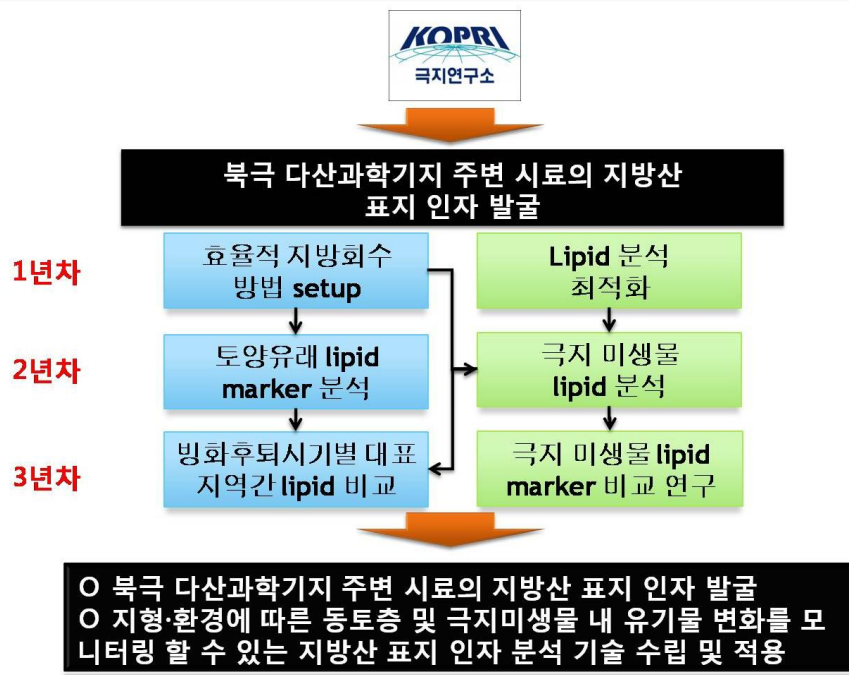 KOPRI
극지연구소
북극 다산과학기지 주변 시료의 지방산
표지 인자 발굴
1년차
효율적 지방회수
방법 setup
Lipid 분석
최적화
2년차
토양유래 lipid
marker 분석
극지 미생물
lipid 분석
3년차
빙화후퇴시기별 대표
지역간 lipid 비교
극지 미생물 lipid
marker 비교 연구
O 북극 다산과학기지 주변 시료의 지방산 표지 인자 발굴
O 지형·환경에 따른 동토층 및 극지미생물 내 유기물 변화를 모
니터링 할 수 있는 지방산 표지 인자 분석 기술 수립 및 적용